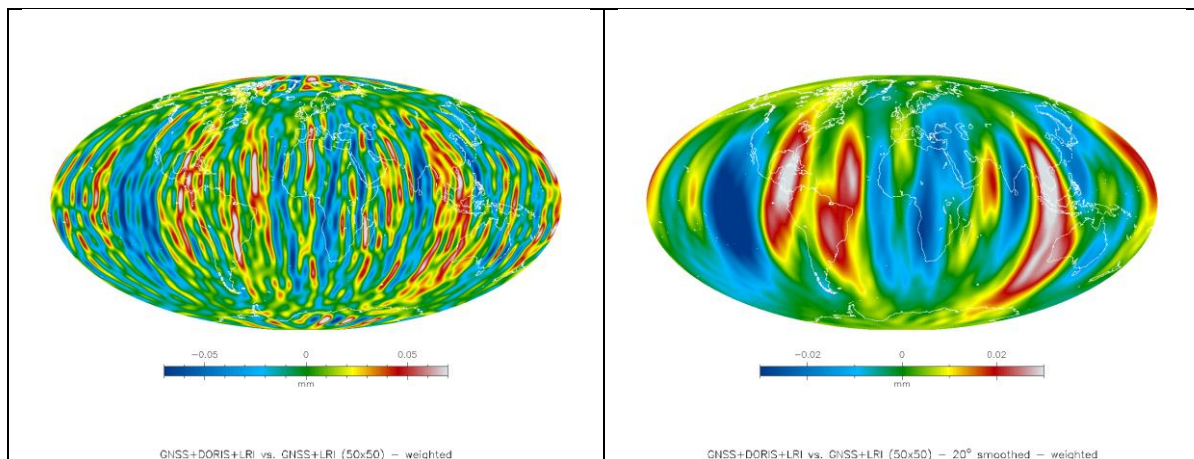 −0.05 0 0.05
mm
GNSS+DORIS+LRI vs. GNSS+LRI (50x50) − weighted
−0.02 0 0.02
mm
GNSS+DORIS+LRI vs. GNSS+LRI (50x50) − 20° smoothed − weighted